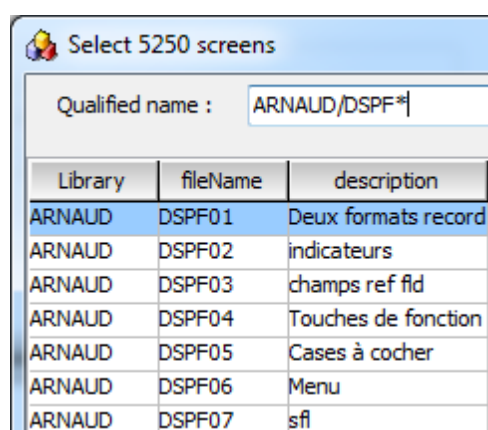 Select 5250 screens
Qualified name : ARNAUD/DSPF*
Library fileName description
ARNAUD DSPF01 Deux formats record
ARNAUD DSPF02 indicateurs
ARNAUD DSPF03 champs ref fld
ARNAUD DSPF04 Touches de fonction
ARNAUD DSPF05 Cases à cocher
ARNAUD DSPF06 Menu
ARNAUD DSPF07 sfl